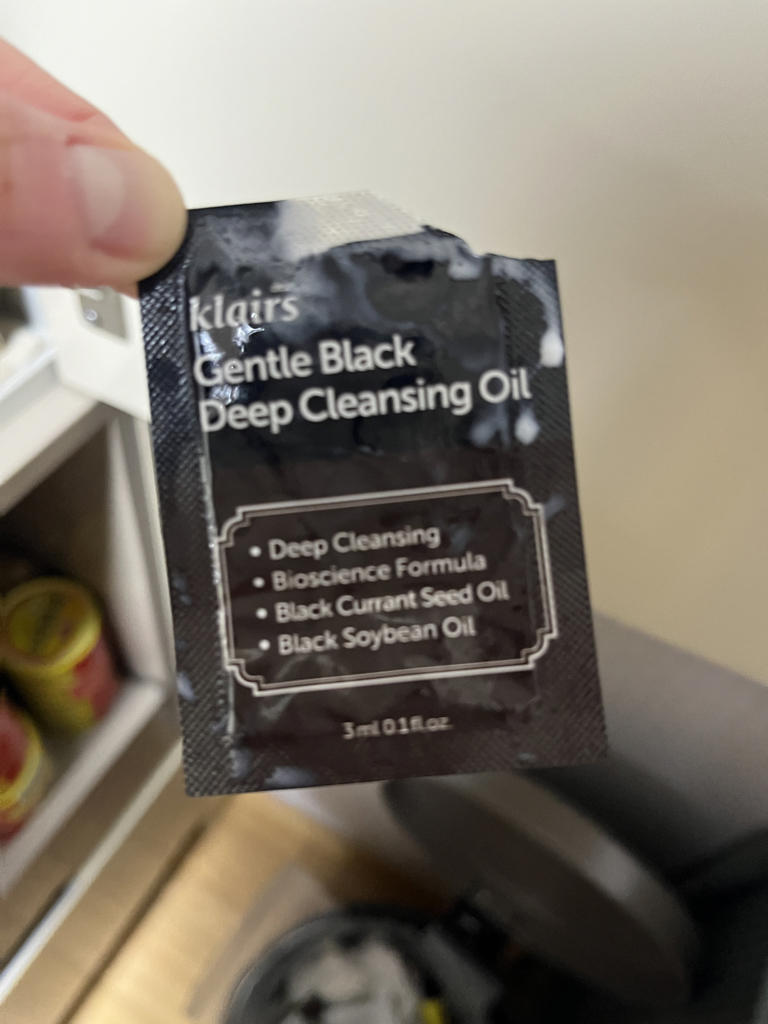 klairs
Gentle Black
Deep Cleansing Oil
• Deep Cleansing
• Bioscience Formula
• Black Currant Seed Oil
• Black Soybean Oil
3ml 0.1fl.oz.